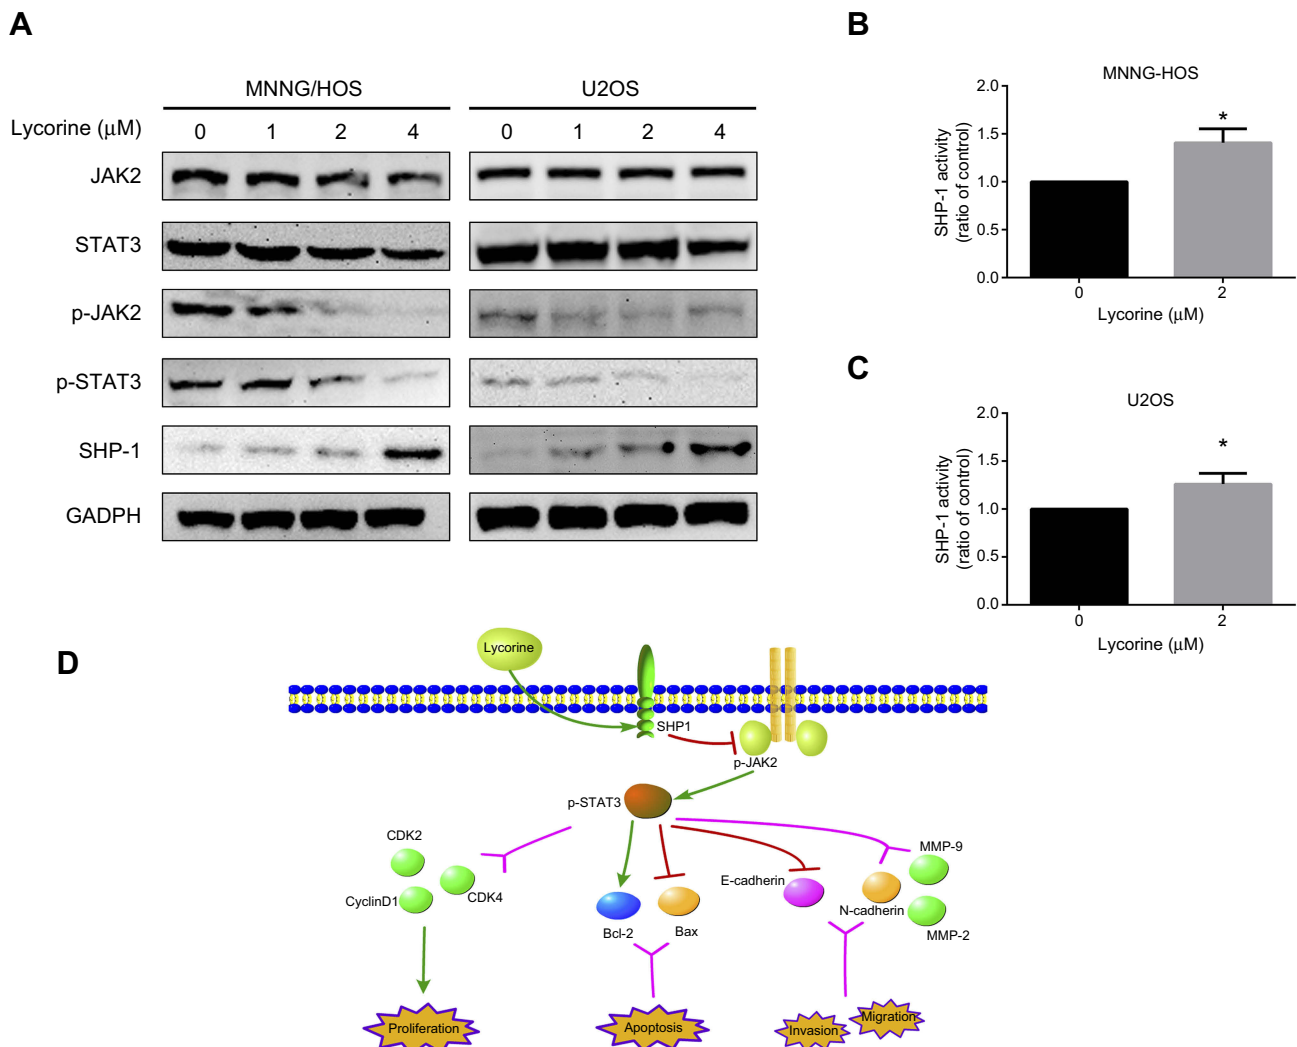 A
MNNG/HOS
U2OS
Lycorine (μM)
0
1
2
4
0
1
2
4
JAK2
STAT3
p-JAK2
p-STAT3
SHP-1
GADPH
B
MNNG-HOS
2.0
1.5
1.0
0.5
0.0
SHP-1 activity
(ratio of control)
*
0
2
Lycorine (μM)
C
U2OS
2.0
1.5
1.0
0.5
0.0
SHP-1 activity
(ratio of control)
*
0
2
Lycorine (μM)
D
Lycorine
SHP1
p-JAK2
p-STAT3
CDK2
CyclinD1
CDK4
Bcl-2
Bax
E-cadherin
N-cadherin
MMP-9
MMP-2
Proliferation
Apoptosis
Invasion
Migration